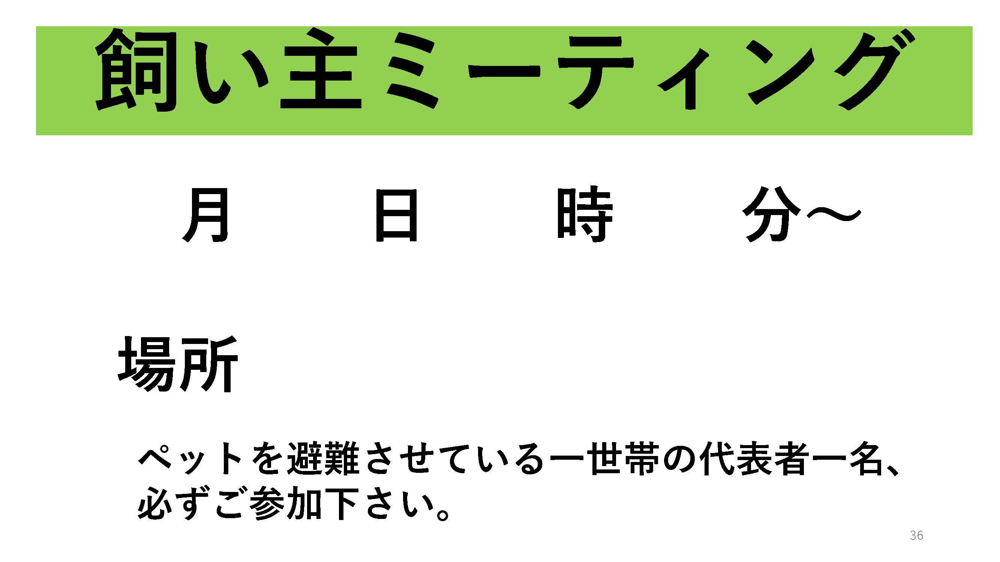 飼い主ミーティング
月　日　時　分～
場所
ペットを避難させている一世帯の代表者一名、
必ずご参加下さい。
36